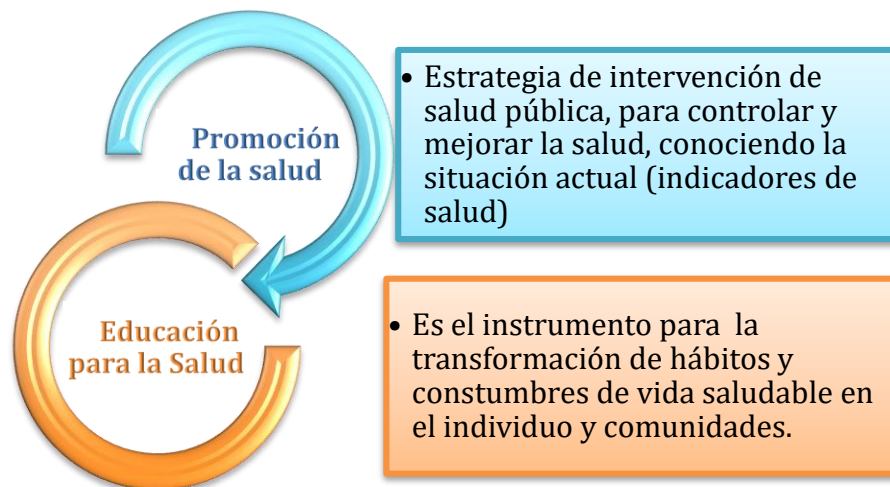 Promoción
de la salud
• Estrategia de intervención de
salud pública, para controlar y
mejorar la salud, conociendo la
situación actual (indicadores de
salud)
Educación
para la Salud
• Es el instrumento para  la
transformación de hábitos y
constumbres de vida saludable en
el individuo y comunidades.